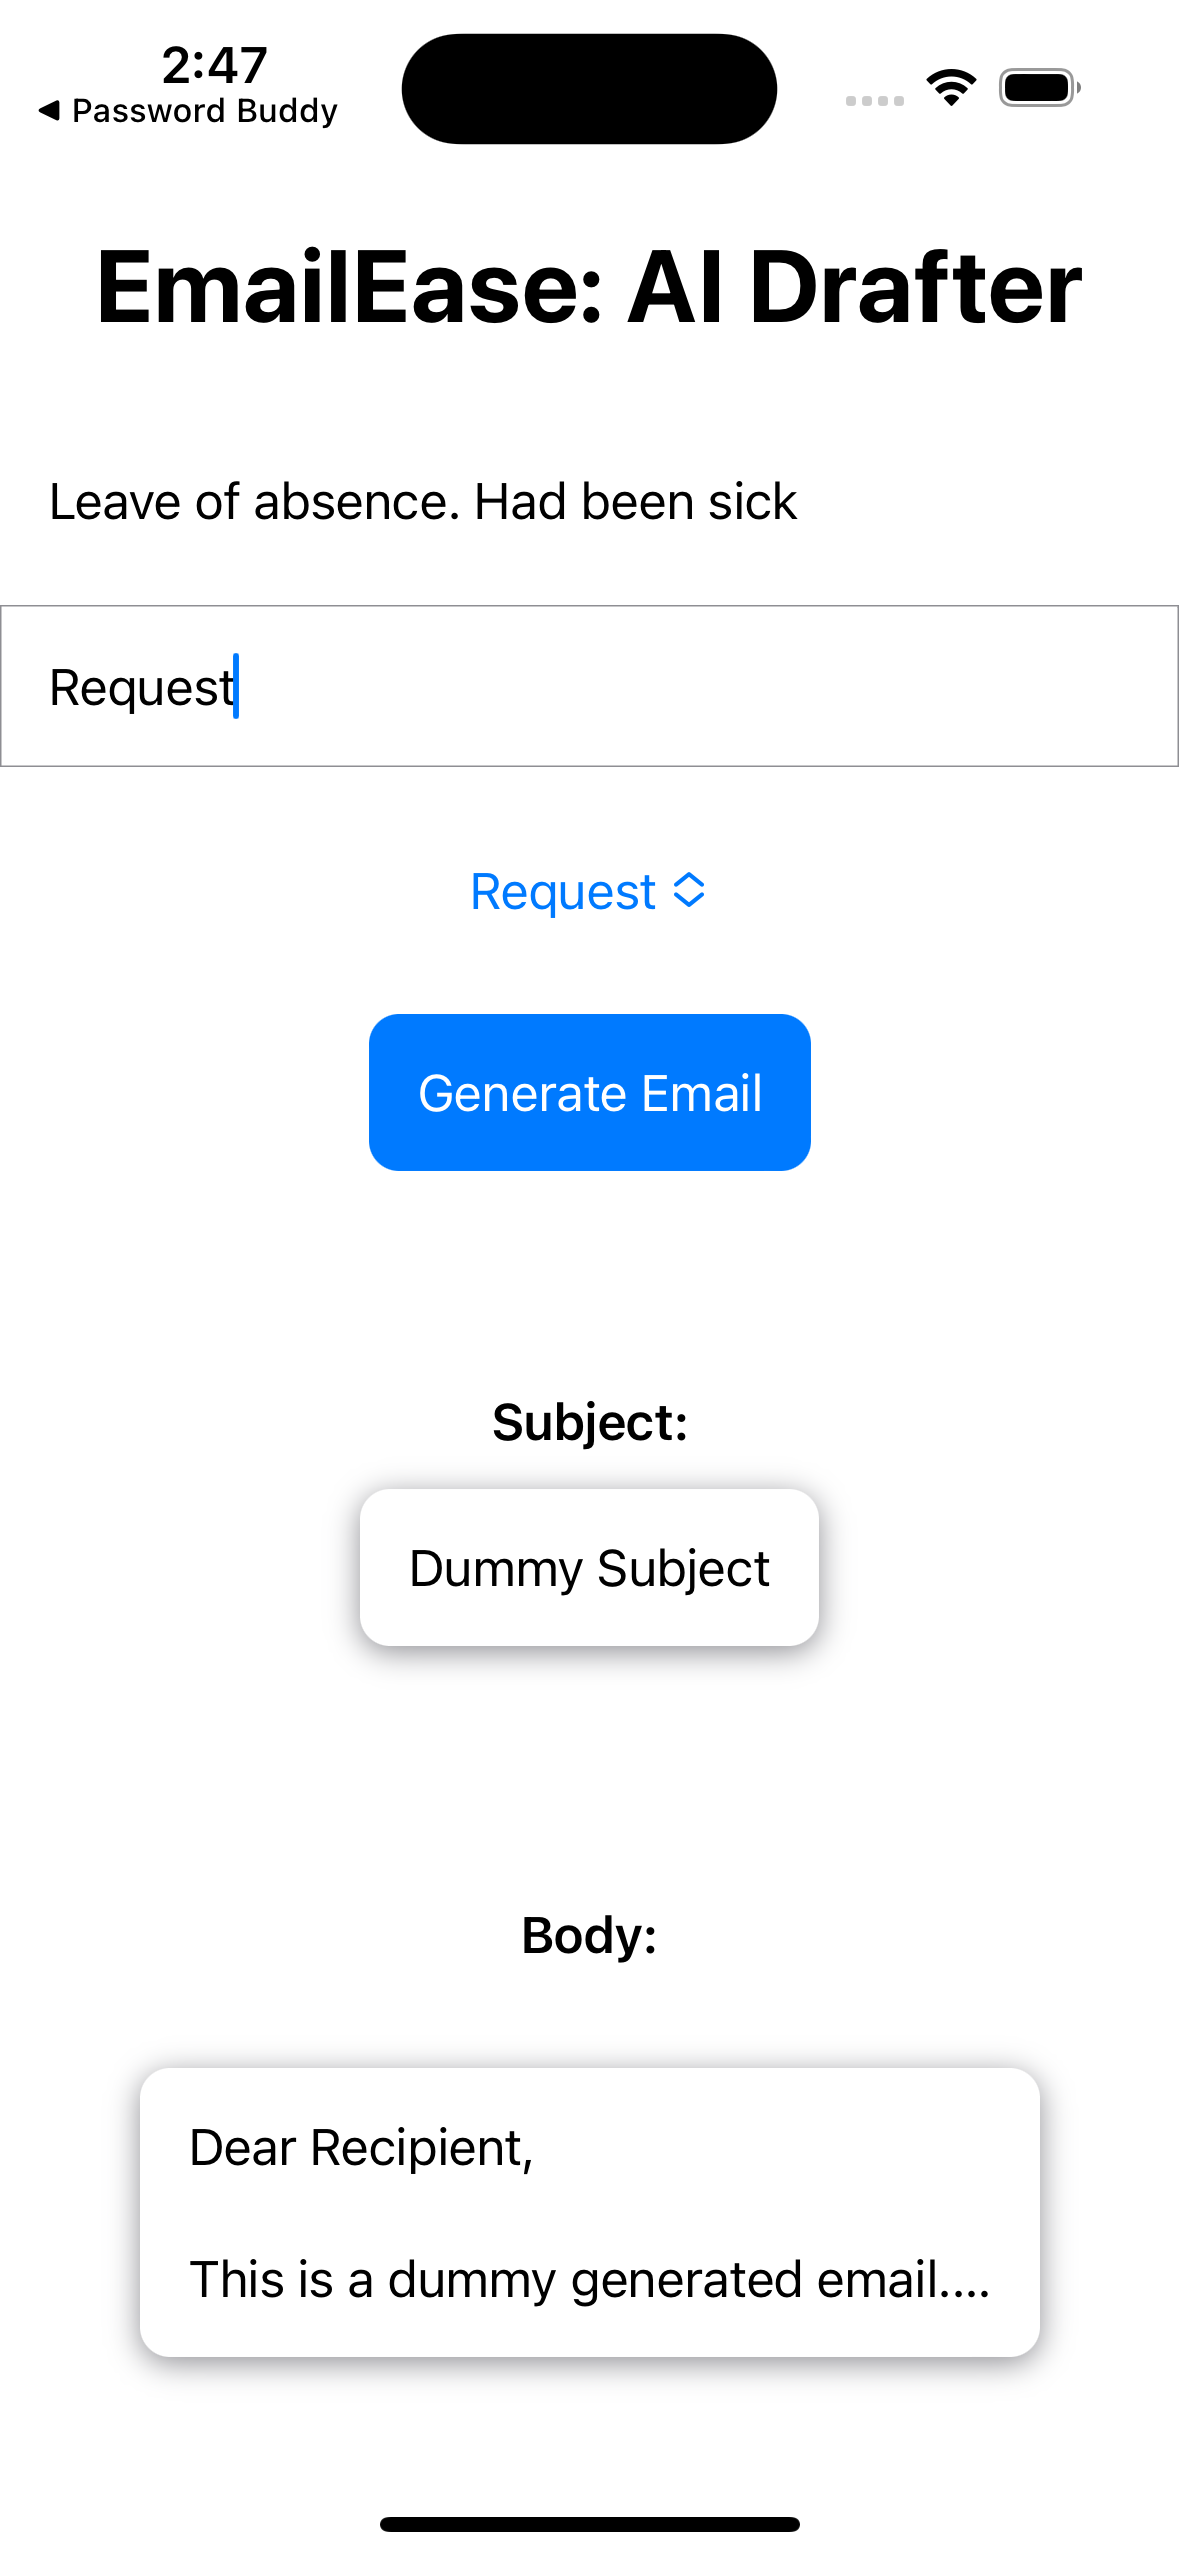 2:47
◀ Password Buddy
EmailEase: AI Drafter
Leave of absence. Had been sick
Request
Request
Generate Email
Subject:
Dummy Subject
Body:
Dear Recipient,
This is a dummy generated email....